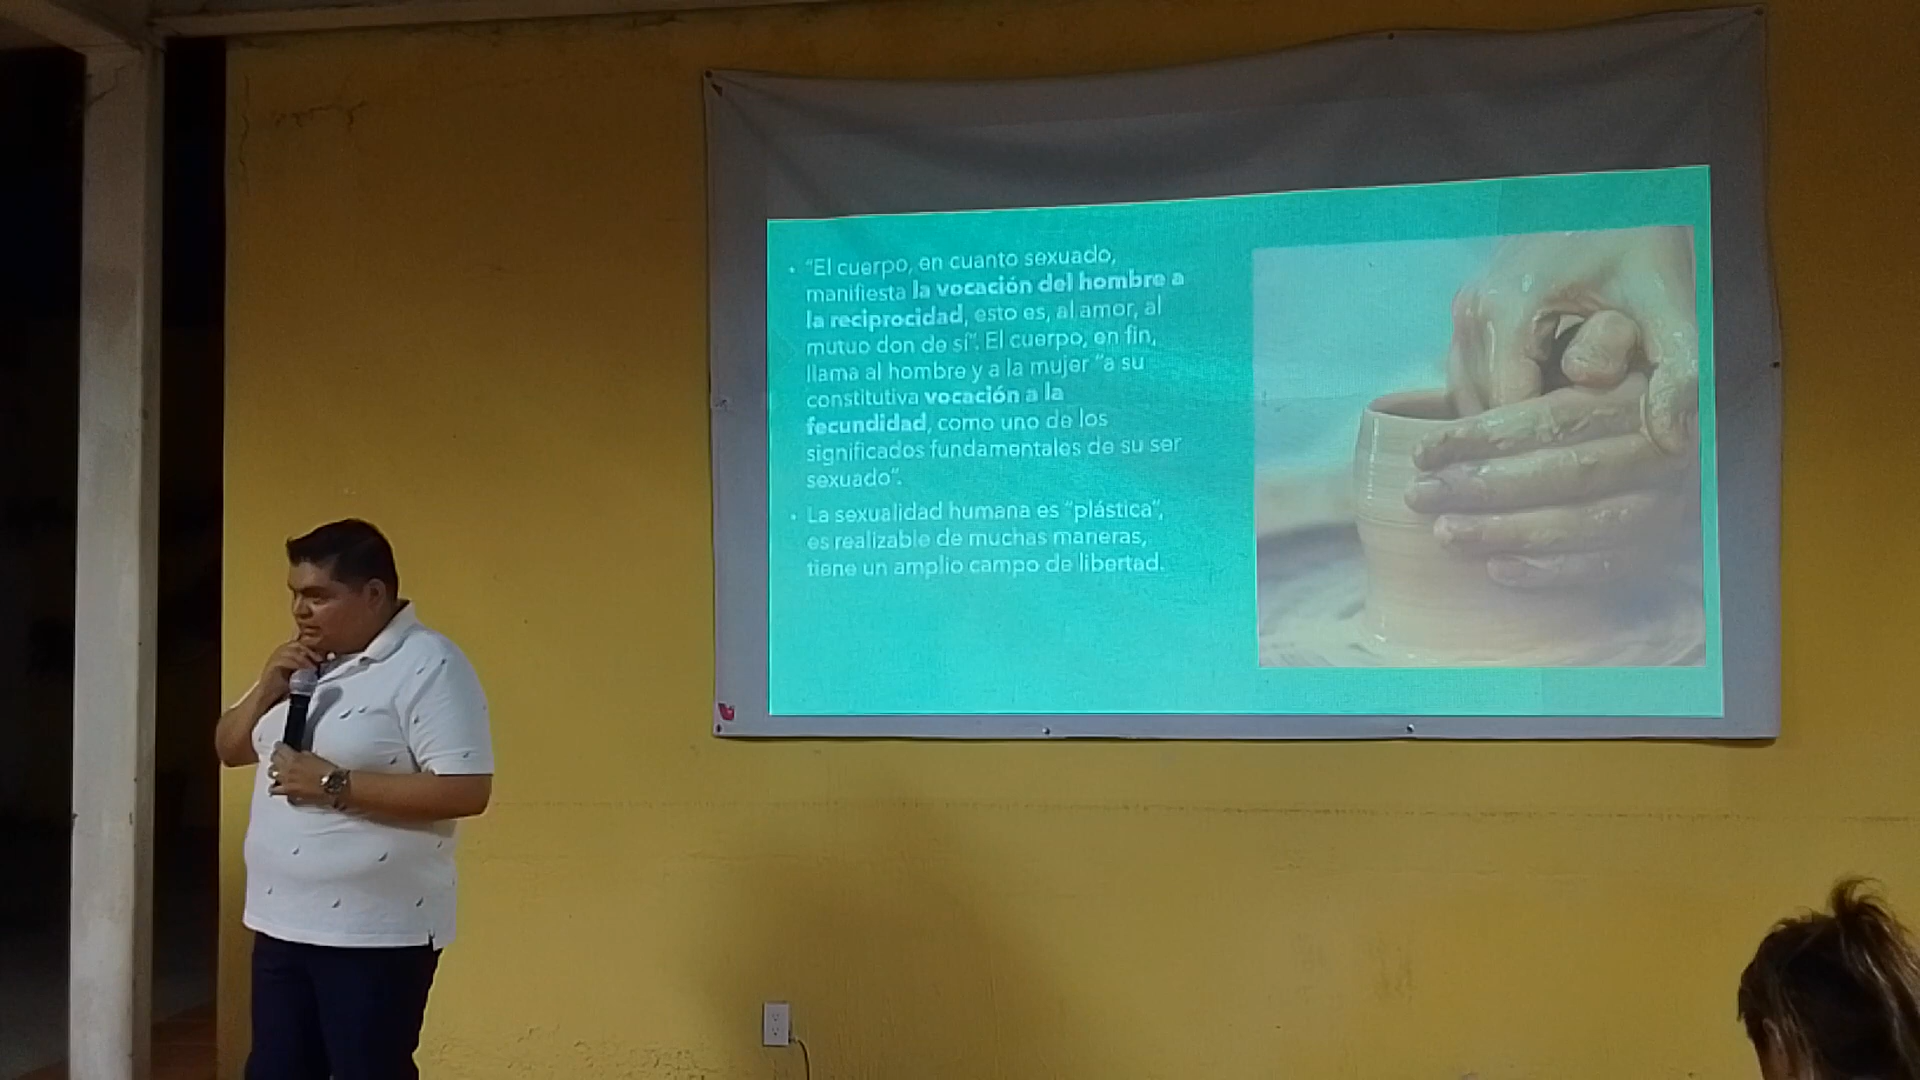 • "El cuerpo, en cuanto sexuado,
manifiesta la vocación del hombre a
la reciprocidad, esto es, al amor, al
mutuo don de sí". El cuerpo, en fin,
llama al hombre y a la mujer "a su
constitutiva vocación a la
fecundidad, como uno de los
significados fundamentales de su ser
sexuado".
• La sexualidad humana es "plástica",
es realizable de muchas maneras,
tiene un amplio campo de libertad.